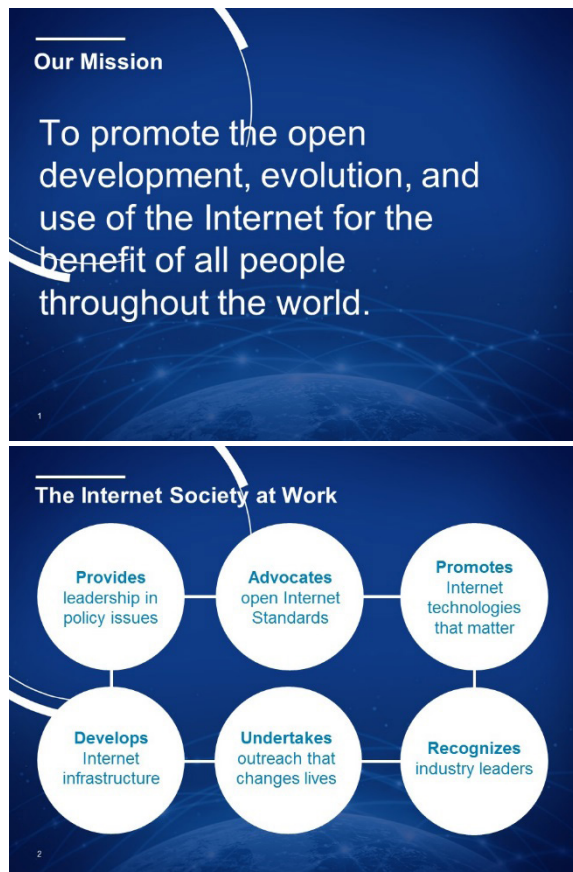 Our Mission
To promote the open
development, evolution, and
use of the Internet for the
benefit of all people
throughout the world.
1
The Internet Society at Work
Provides
leadership in
policy issues
Advocates
open Internet
Standards
Promotes
Internet
technologies
that matter
Develops
Internet
infrastructure
Undertakes
outreach that
changes lives
Recognizes
industry leaders
2